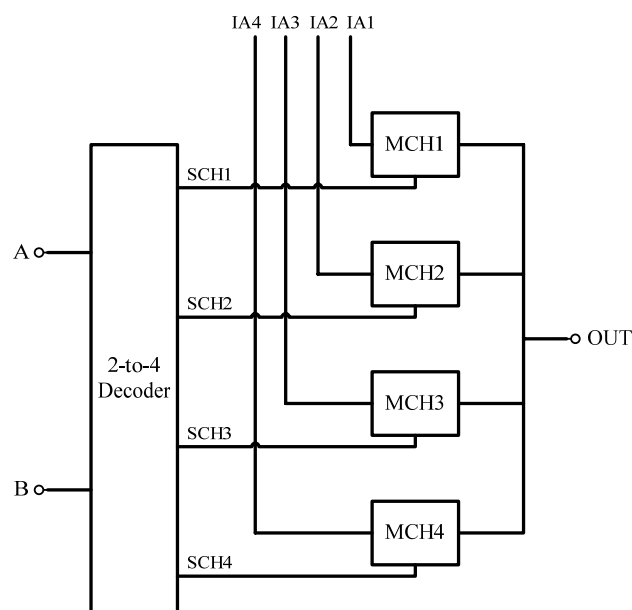 IA4 IA3 IA2 IA1
MCH1
SCH1
A
MCH2
SCH2
OUT
2-to-4
Decoder
MCH3
SCH3
B
MCH4
SCH4